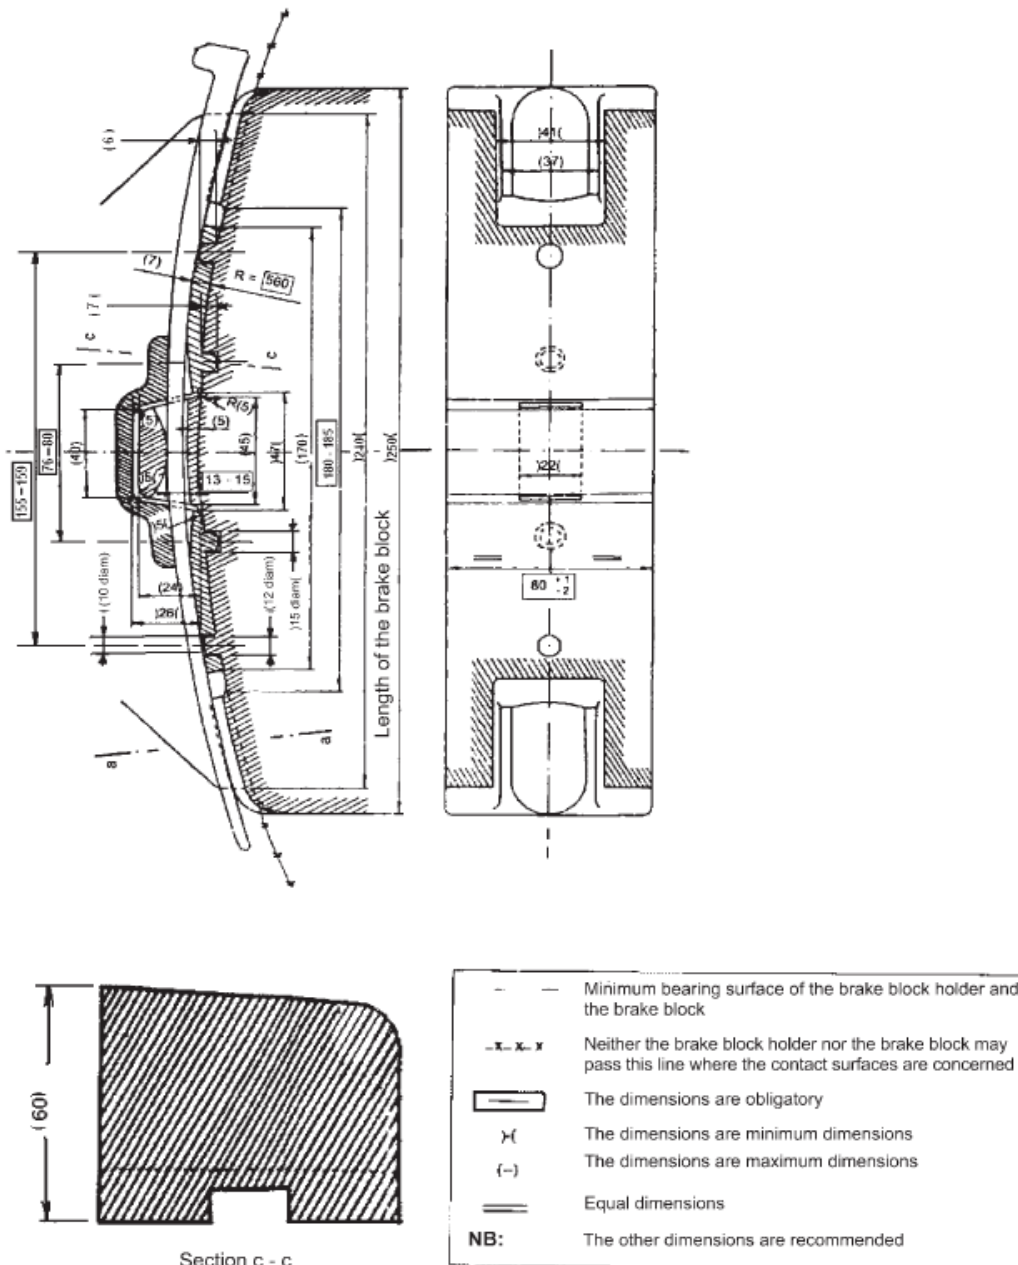 (6)
(7)
R = 560
)7(
c
c
R(5)
(5)
(5)
)5(
)5(
(40)
76-80
155-159
(45)
)47(
(170)
180 - 185
)240(
)250(
13 - 15
(24)
)26(
(10 diam)
(12 diam)
)15 diam(
Length of the brake block
a
a
)41(
(37)
)22(
80 +1 -2
(60)
Section c - c
Minimum bearing surface of the brake block holder and
the brake block
Neither the brake block holder nor the brake block may
pass this line where the contact surfaces are concerned
The dimensions are obligatory
)-( The dimensions are minimum dimensions
(--) The dimensions are maximum dimensions
Equal dimensions
NB: The other dimensions are recommended